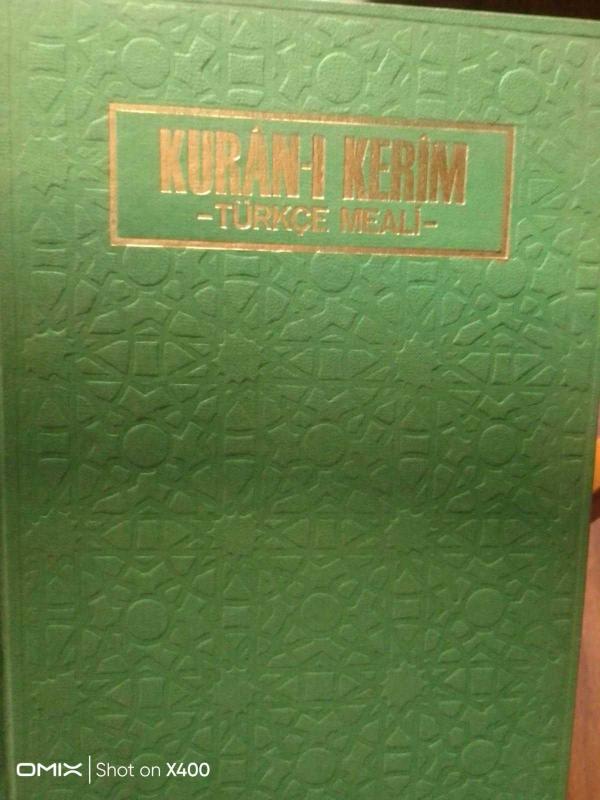 KURÂN-I KERİM
-TÜRKÇE MEALİ-
OMIX | Shot on X400